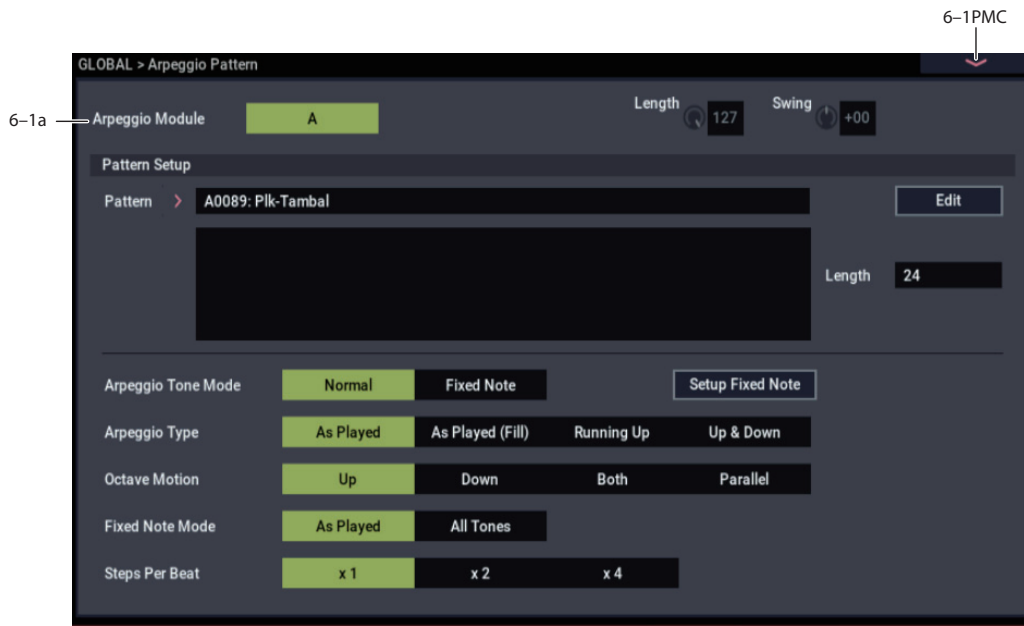 6–1PMC
GLOBAL > Arpeggio Pattern
6–1a
Arpeggio Module A Length 127 Swing +00
Pattern Setup
Pattern > A0089: Plk-Tambal Edit
Length 24
Arpeggio Tone Mode Normal Fixed Note Setup Fixed Note
Arpeggio Type As Played As Played (Fill) Running Up Up & Down
Octave Motion Up Down Both Parallel
Fixed Note Mode As Played All Tones
Steps Per Beat x 1 x 2 x 4